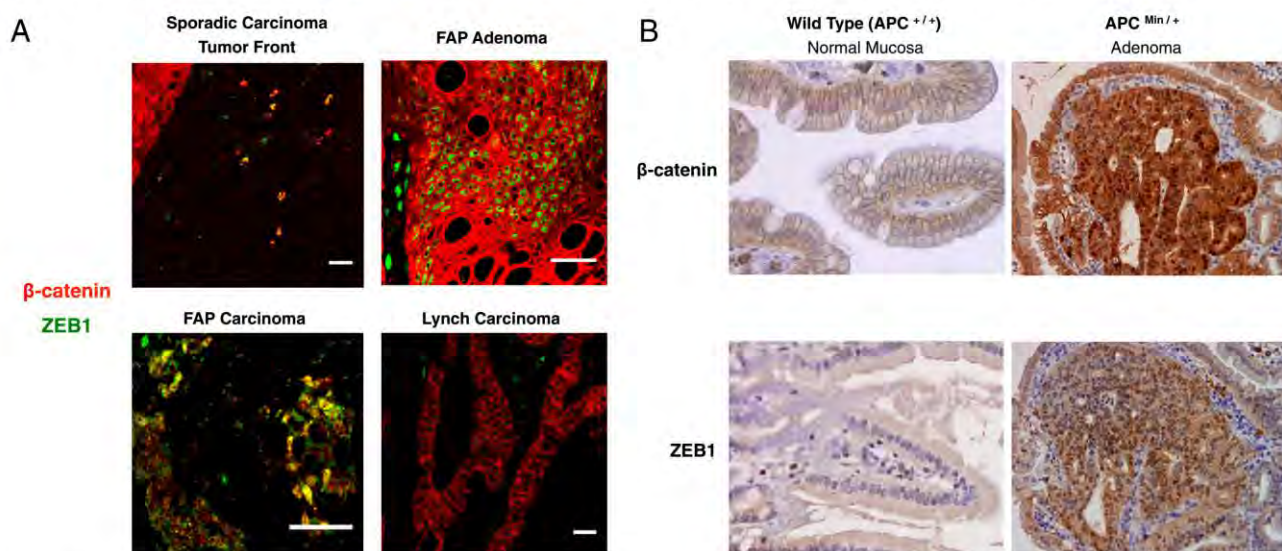 A
Sporadic Carcinoma
Tumor Front
FAP Adenoma
β-catenin
ZEB1
FAP Carcinoma
Lynch Carcinoma
B
Wild Type (APC +/+)
Normal Mucosa
APC Min/+
Adenoma
β-catenin
ZEB1